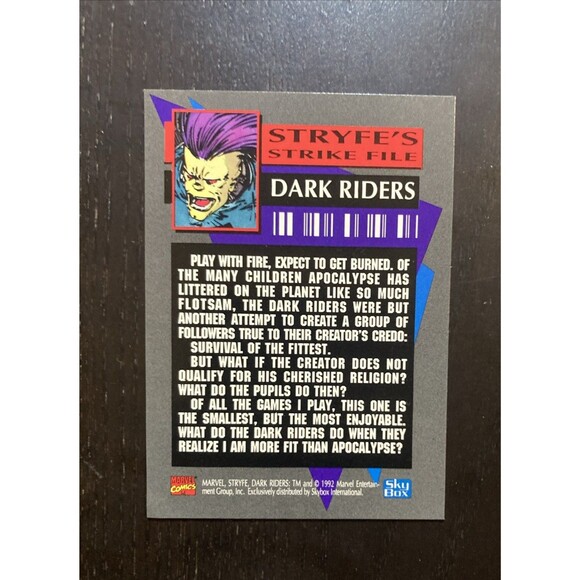 STRYFE'S
STRIKE FILE
DARK RIDERS
PLAY WITH FIRE, EXPECT TO GET BURNED. OF
THE MANY CHILDREN APOCALYPSE HAS
LITTERED ON THE PLANET LIKE SO MUCH
FLOTSAM, THE DARK RIDERS WERE BUT
ANOTHER ATTEMPT TO CREATE A GROUP OF
FOLLOWERS TRUE TO THEIR CREATOR'S CREDO:
SURVIVAL OF THE FITTEST.
BUT WHAT IF THE CREATOR DOES NOT
QUALIFY FOR HIS CHERISHED RELIGION?
WHAT DO THE PUPILS DO THEN?
OF ALL THE GAMES I PLAY, THIS ONE IS
THE SMALLEST, BUT THE MOST ENJOYABLE.
WHAT DO THE DARK RIDERS DO WHEN THEY
REALIZE I AM MORE FIT THAN APOCALYPSE?
MARVEL COMICS
MARVEL, STRYFE, DARK RIDERS: TM and © 1992 Marvel Entertain-
ment Group, Inc. Exclusively distributed by Skybox International.
SkyBox